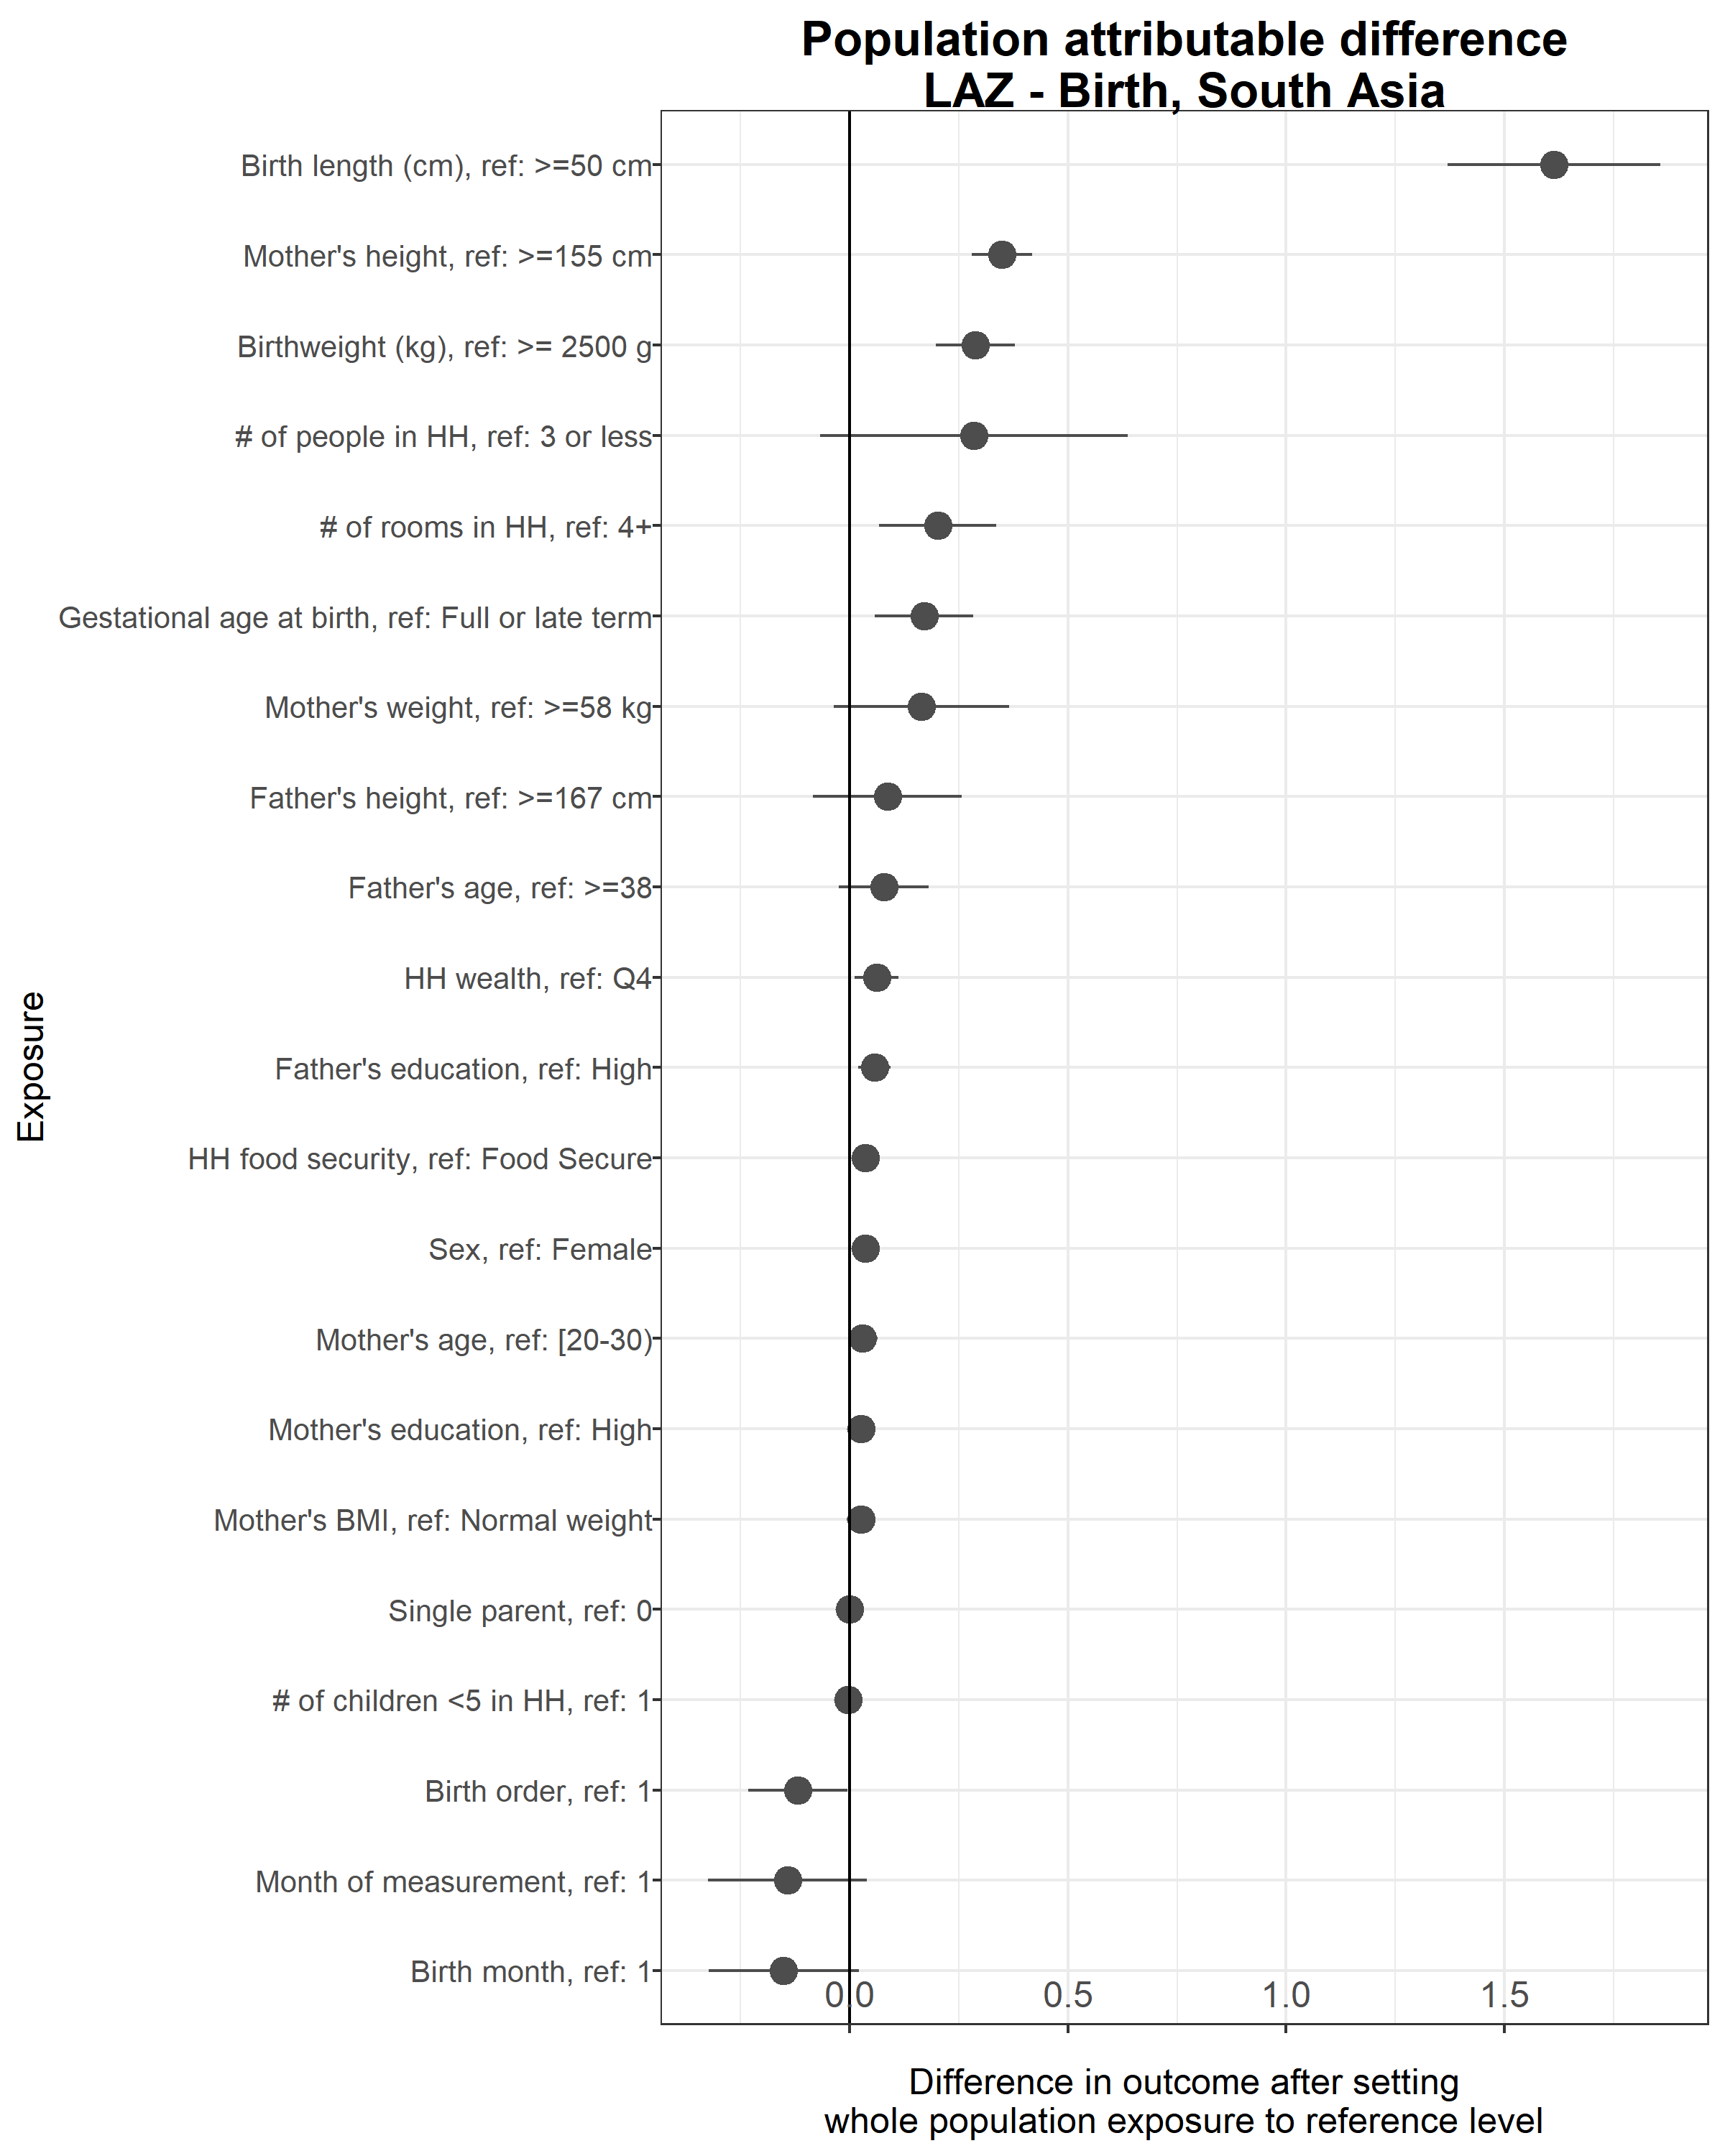 Population attributable difference
LAZ - Birth, South Asia
Birth length (cm), ref: >=50 cm
Mother's height, ref: >=155 cm
Birthweight (kg), ref: >= 2500 g
# of people in HH, ref: 3 or less
# of rooms in HH, ref: 4+
Gestational age at birth, ref: Full or late term
Mother's weight, ref: >=58 kg
Father's height, ref: >=167 cm
Father's age, ref: >=38
HH wealth, ref: Q4
Father's education, ref: High
HH food security, ref: Food Secure
Sex, ref: Female
Mother's age, ref: [20-30)
Mother's education, ref: High
Mother's BMI, ref: Normal weight
Single parent, ref: 0
# of children <5 in HH, ref: 1
Birth order, ref: 1
Month of measurement, ref: 1
Birth month, ref: 1
Exposure
0.0 0.5 1.0 1.5
Difference in outcome after setting
whole population exposure to reference level